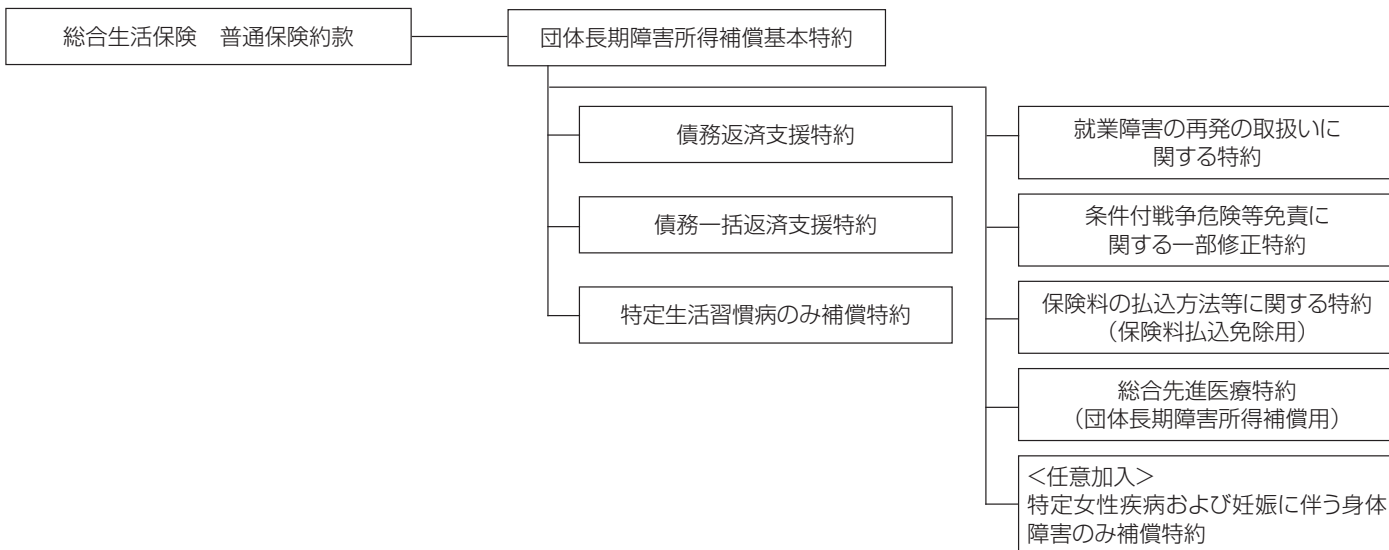 総合生活保険　普通保険約款
団体長期障害所得補償基本特約
債務返済支援特約
債務一括返済支援特約
特定生活習慣病のみ補償特約
就業障害の再発の取扱いに
関する特約
条件付戦争危険等免責に
関する一部修正特約
保険料の払込方法等に関する特約
（保険料払込免除用）
総合先進医療特約
（団体長期障害所得補償用）
＜任意加入＞
特定女性疾病および妊娠に伴う身体
障害のみ補償特約